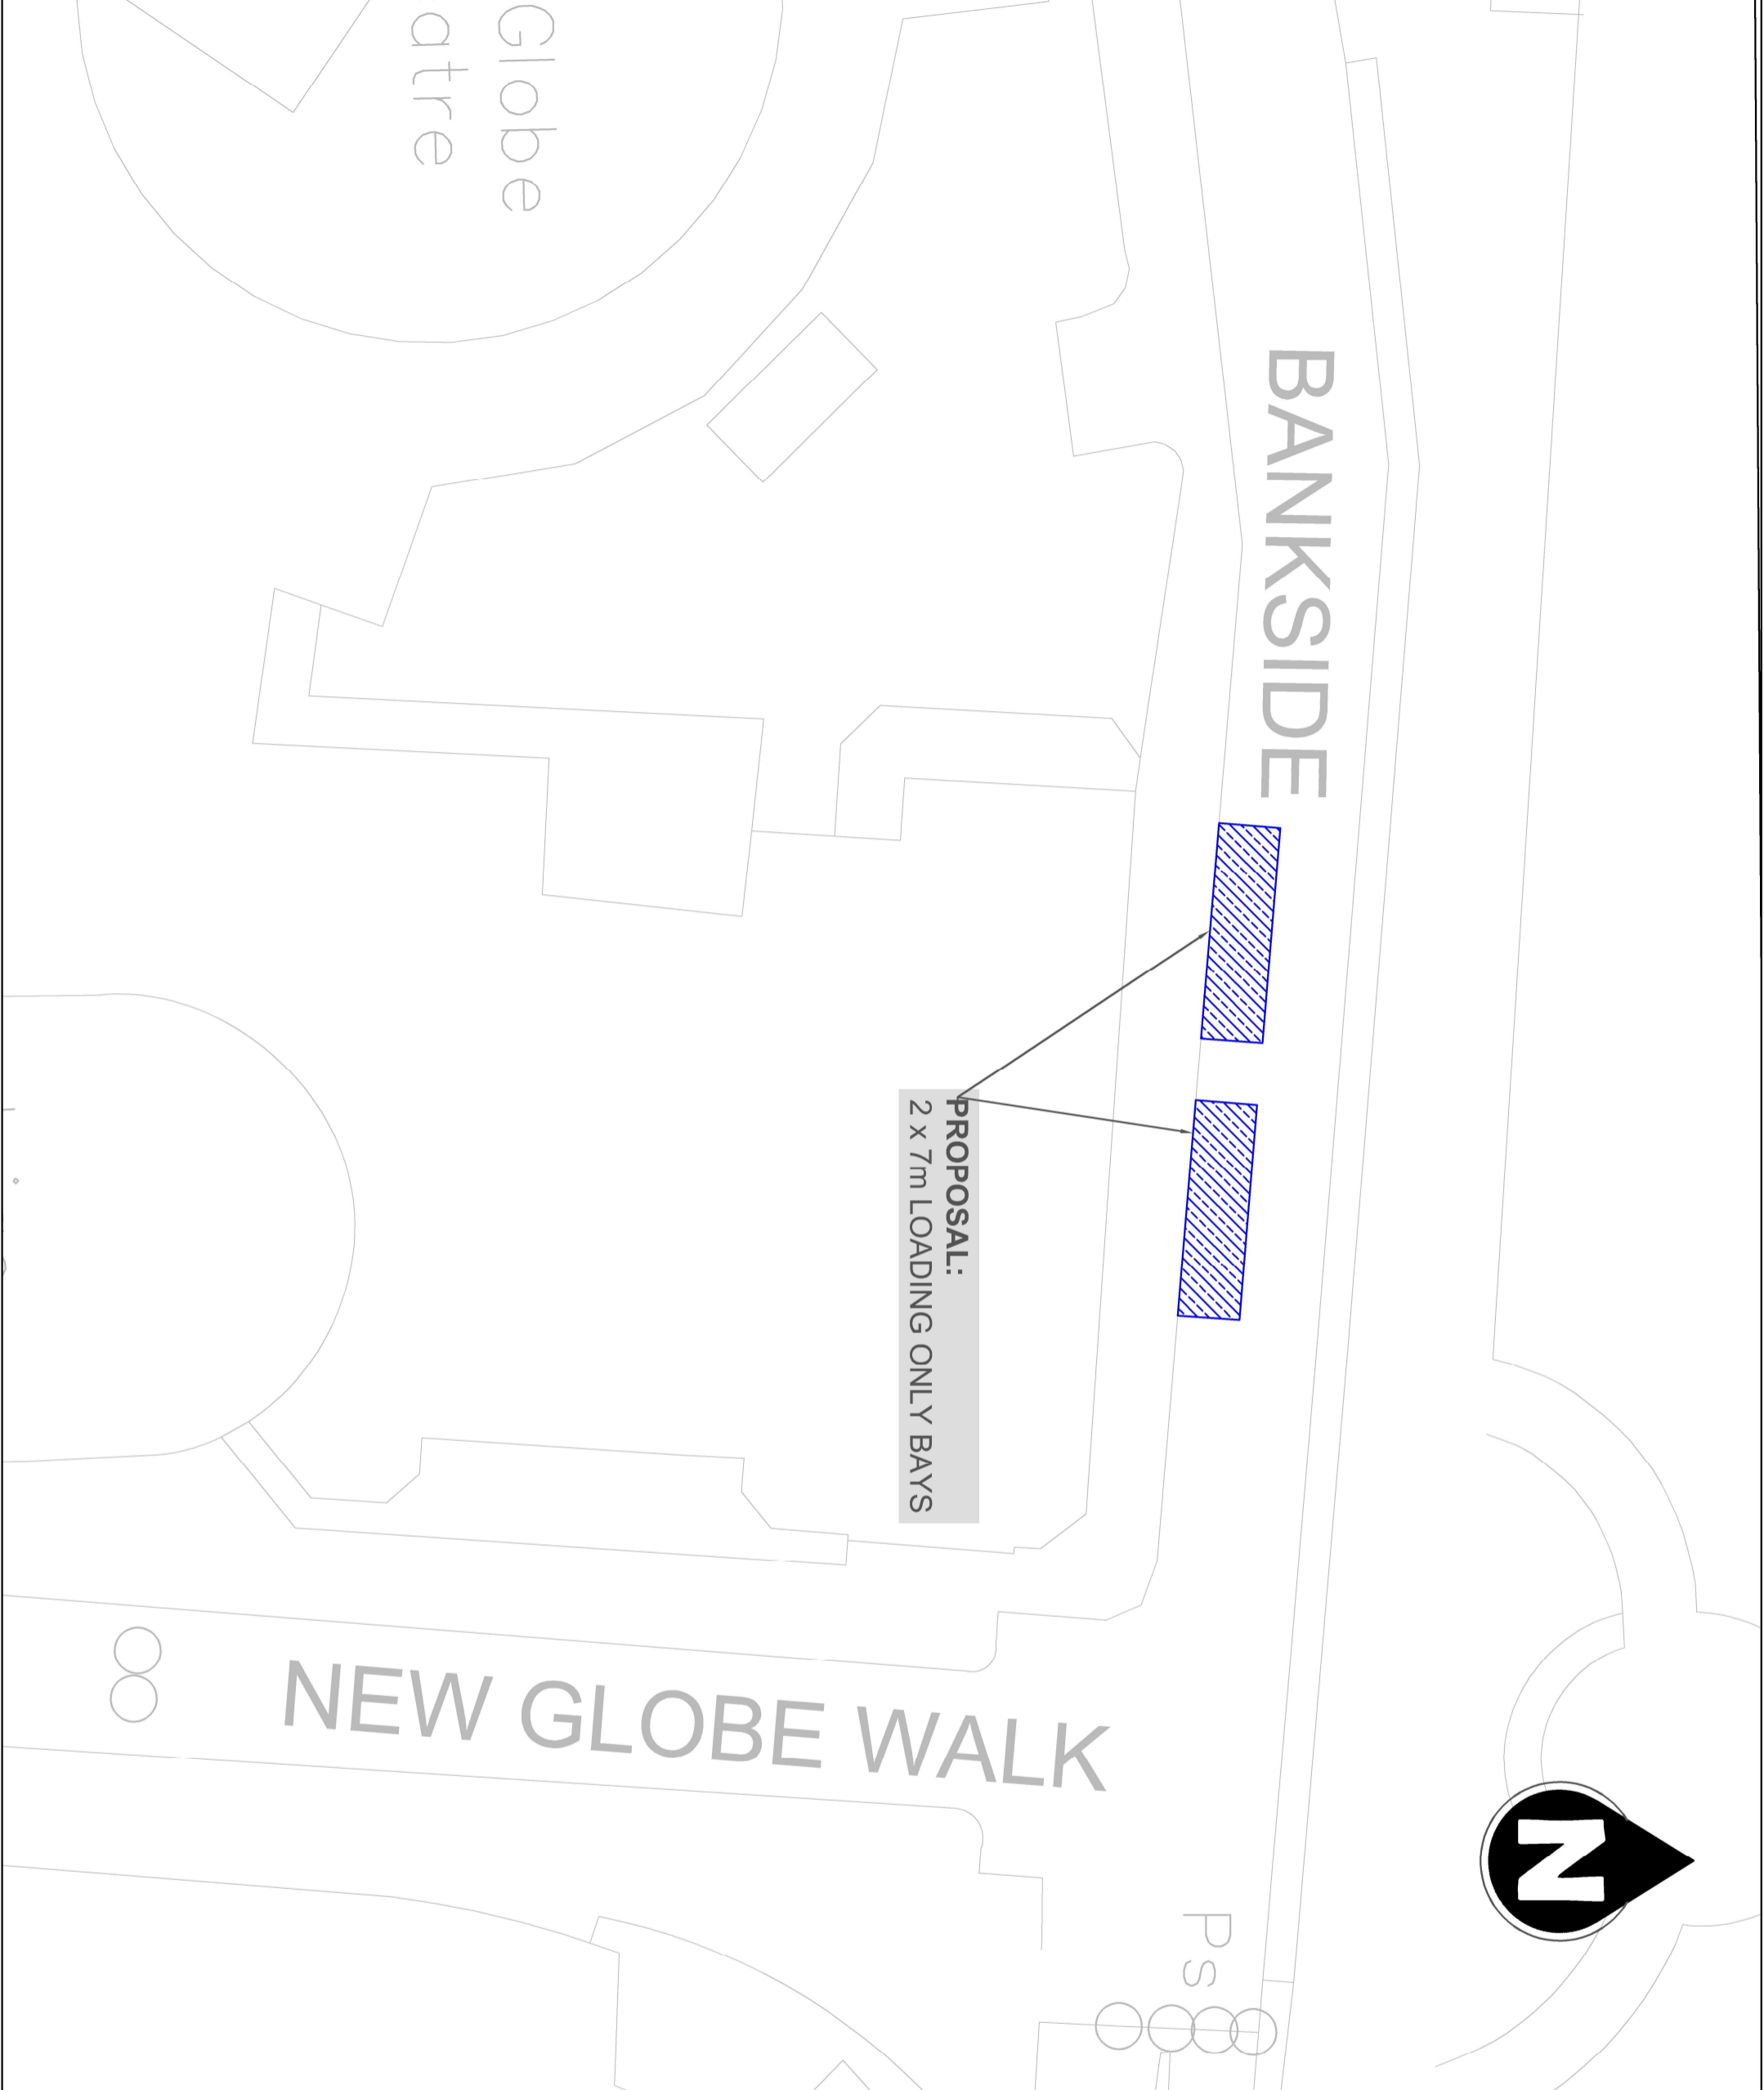 Globe
atre
BANKSIDE
PROPOSAL:
2 x 7m LOADING ONLY BAYS
NEW GLOBE WALK
N
Ps